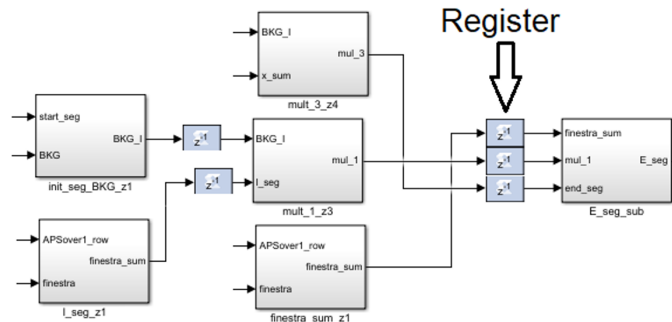 Register
BKG_I
x_sum
mul_3
mult_3_z4
start_seg
BKG
BKG_I
init_seg_BKG_z1
z-1
BKG_I
I_seg
mul_1
mult_1_z3
z-1
z-1
z-1
z-1
finestra_sum
mul_1
end_seg
E_seg
E_seg_sub
APSover1_row
finestra
finestra_sum
I_seg_z1
APSover1_row
finestra
finestra_sum
finestra_sum_z1